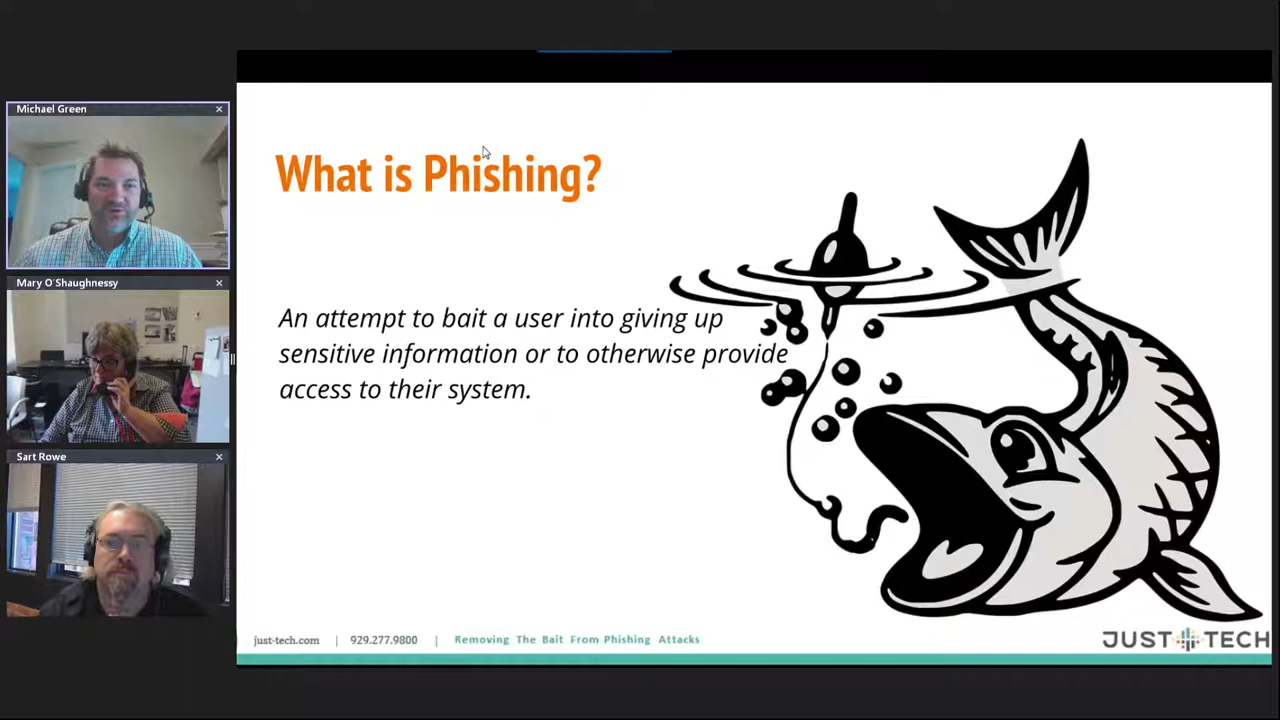 Michael Green
Mary O'Shaughnessy
Sart Rowe
What is Phishing?
An attempt to bait a user into giving up
sensitive information or to otherwise provide
access to their system.
just-tech.com | 929.277.9800 | Removing The Bait From Phishing Attacks
JUST TECH